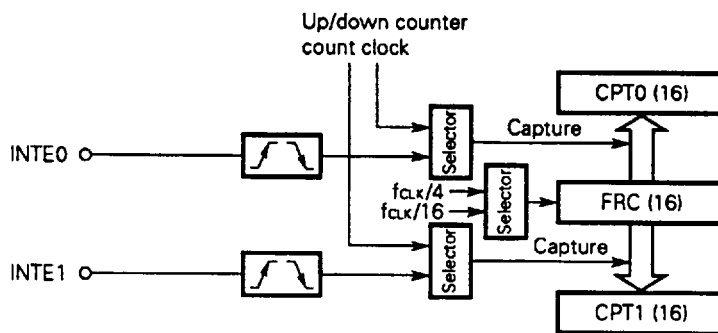 Up/down counter
count clock
CPT0 (16)
Selector
Capture
INTE0
fCLK/4
fCLK/16
Selector
FRC (16)
Selector
Capture
INTE1
CPT1 (16)